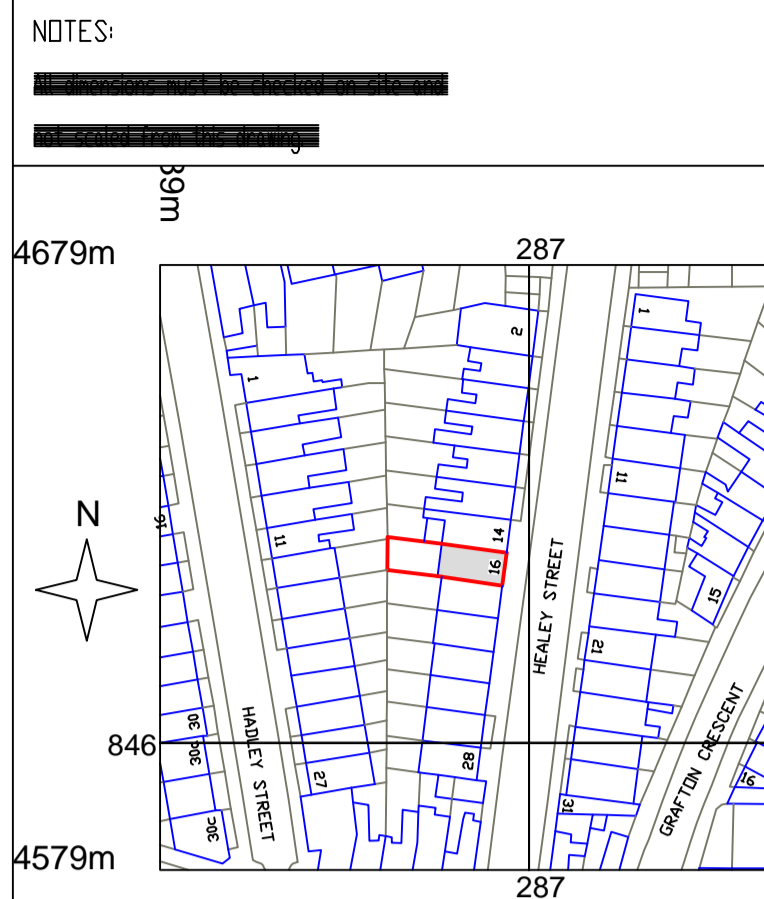 NOTES:
All dimensions must be checked on site and
not scaled from this drawing
39m
4679m
287
2
1
1
11
16
14
11
N
16
HEALEY STREET
15
21
30
HADLEY STREET
GRAFTON CRESCENT
846
30c
28
16
27
31
30c
4579m
287